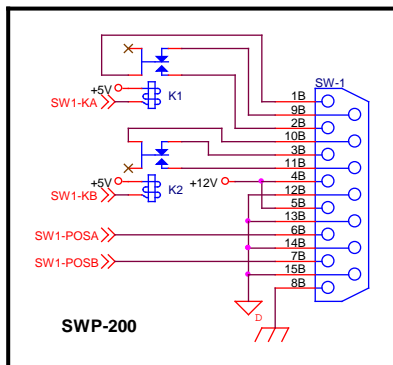 SW-1
+5V
K1
SW1-KA
1B
9B
2B
10B
3B
11B
+5V
K2
+12V
4B
12B
SW1-KB
5B
13B
SW1-POSA
6B
14B
SW1-POSB
7B
15B
8B
D
SWP-200